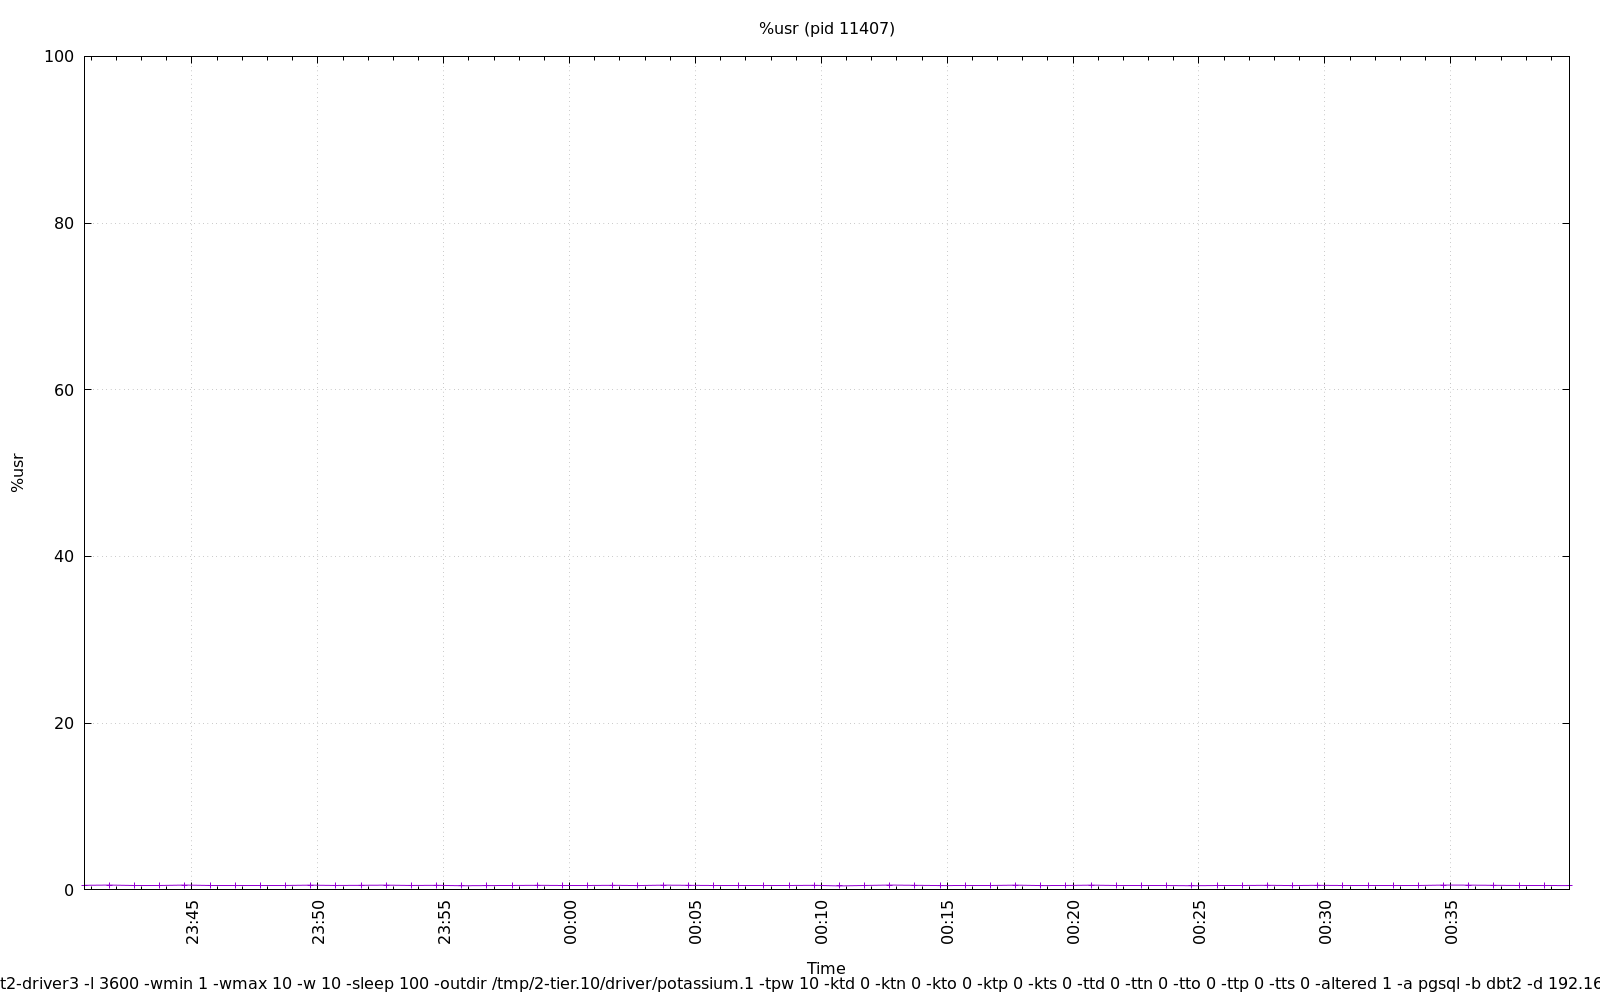 %usr (pid 11407)
100
80
60
40
20
0
%usr
23:45 23:50 23:55 00:00 00:05 00:10 00:15 00:20 00:25 00:30 00:35
Time
t2-driver3 -l 3600 -wmin 1 -wmax 10 -w 10 -sleep 100 -outdir /tmp/2-tier.10/driver/potassium.1 -tpw 10 -ktd 0 -ktn 0 -kto 0 -ktp 0 -kts 0 -ttd 0 -ttn 0 -tto 0 -ttp 0 -tts 0 -altered 1 -a pgsql -b dbt2 -d 192.16